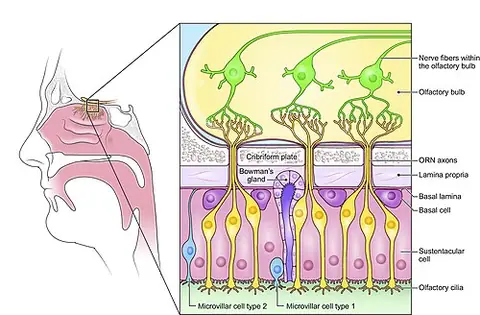 Nerve fibers within
the olfactory bulb
Olfactory bulb
Cribriform plate
ORN axons
Bowman's
gland
Lamina propria
Basal lamina
Basal cell
Sustentacular
cell
Olfactory cilia
Microvillar cell type 2
Microvillar cell type 1